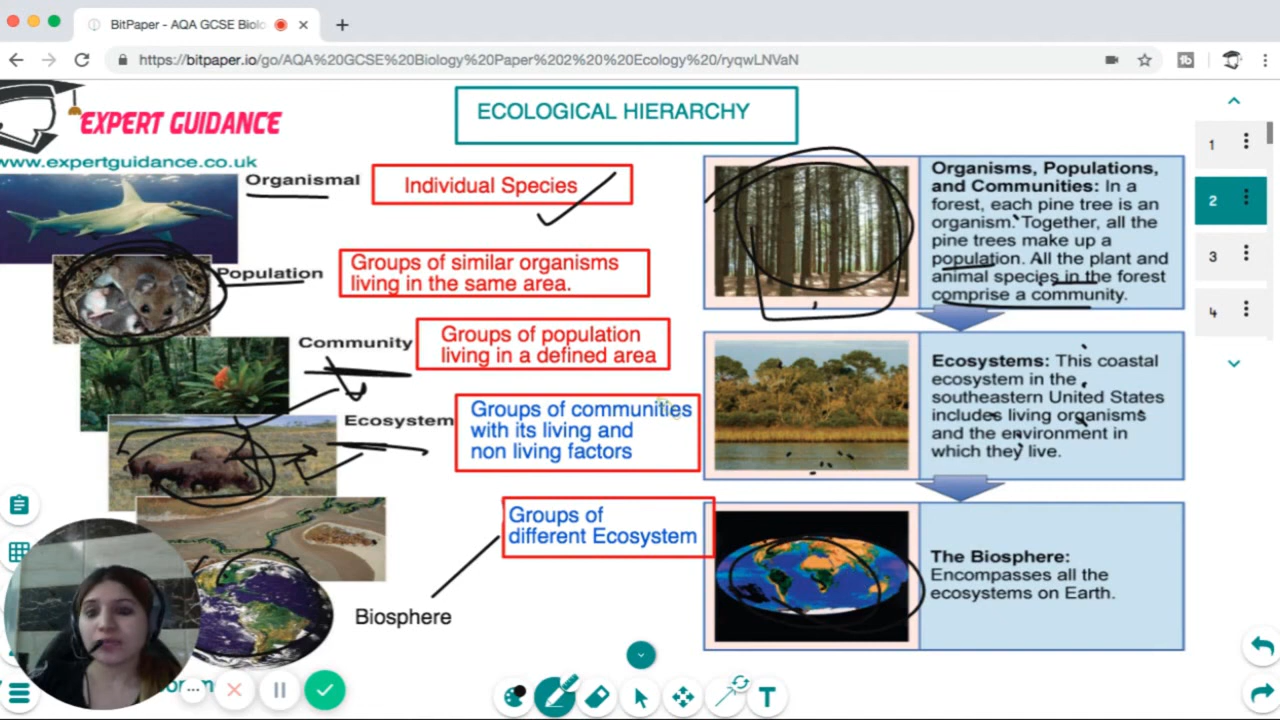 BitPaper - AQA GCSE Biolo
https://bitpaper.io/go/AQA%20GCSE%20Biology%20Paper%202%20%20Ecology%20/ryqwLNVaN
EXPERT GUIDANCE
www.expertguidance.co.uk
ECOLOGICAL HIERARCHY
Organismal
Individual Species
Population
Groups of similar organisms
living in the same area.
Community
Groups of population
living in a defined area
Ecosystem
Groups of communities
with its living and
non living factors
Groups of
different Ecosystem
Biosphere
Organisms, Populations,
and Communities: In a
forest, each pine tree is an
organism. Together, all the
pine trees make up a
population. All the plant and
animal species in the forest
comprise a community.
Ecosystems: This coastal
ecosystem in the
southeastern United States
includes living organisms
and the environment in
which they live.
The Biosphere:
Encompasses all the
ecosystems on Earth.
1
2
3
4
T